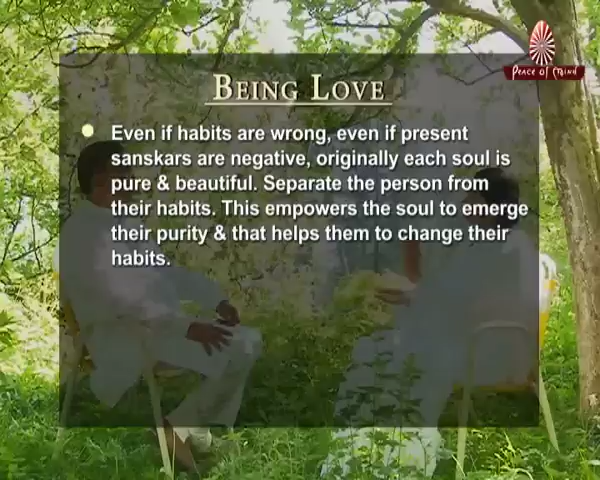 Peace of Mind
BEING LOVE
Even if habits are wrong, even if present
sanskars are negative, originally each soul is
pure & beautiful. Separate the person from
their habits. This empowers the soul to emerge
their purity & that helps them to change their
habits.